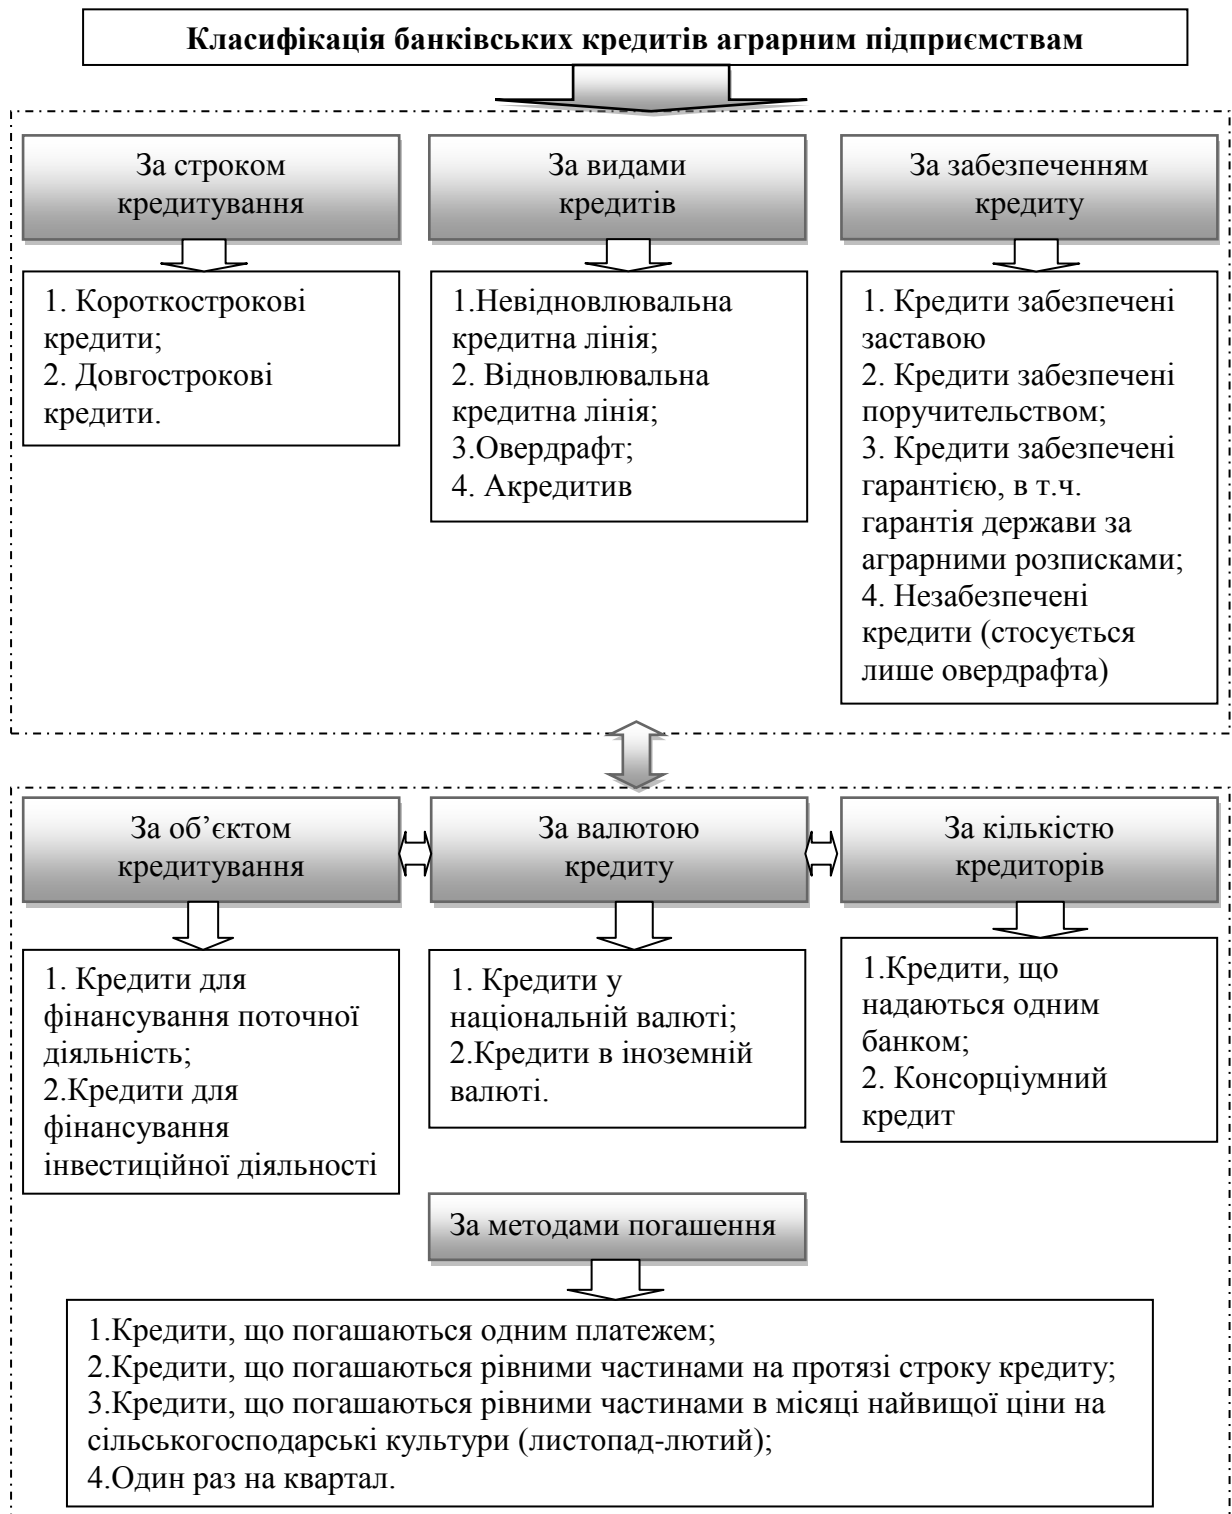 Класифікація банківських кредитів аграрним підприємствам
За строком
кредитування
За видами
кредитів
За забезпеченням
кредиту
1. Короткострокові
кредити;
2. Довгострокові
кредити.
1.Невідновлювальна
кредитна лінія;
2. Відновлювальна
кредитна лінія;
3.Овердрафт;
4. Акредитив
1. Кредити забезпечені
заставою
2. Кредити забезпечені
поручительством;
3. Кредити забезпечені
гарантією, в т.ч.
гарантія держави за
аграрними розписками;
4. Незабезпечені
кредити (стосується
лише овердрафта)
За об’єктом
кредитування
За валютою
кредиту
За кількістю
кредиторів
1. Кредити для
фінансування поточної
діяльність;
2.Кредити для
фінансування
інвестиційної діяльності
1. Кредити у
національній валюті;
2.Кредити в іноземній
валюті.
1.Кредити, що
надаються одним
банком;
2. Консорціумний
кредит
За методами погашення
1.Кредити, що погашаються одним платежем;
2.Кредити, що погашаються рівними частинами на протязі строку кредиту;
3.Кредити, що погашаються рівними частинами в місяці найвищої ціни на
сільськогосподарські культури (листопад-лютий);
4.Один раз на квартал.